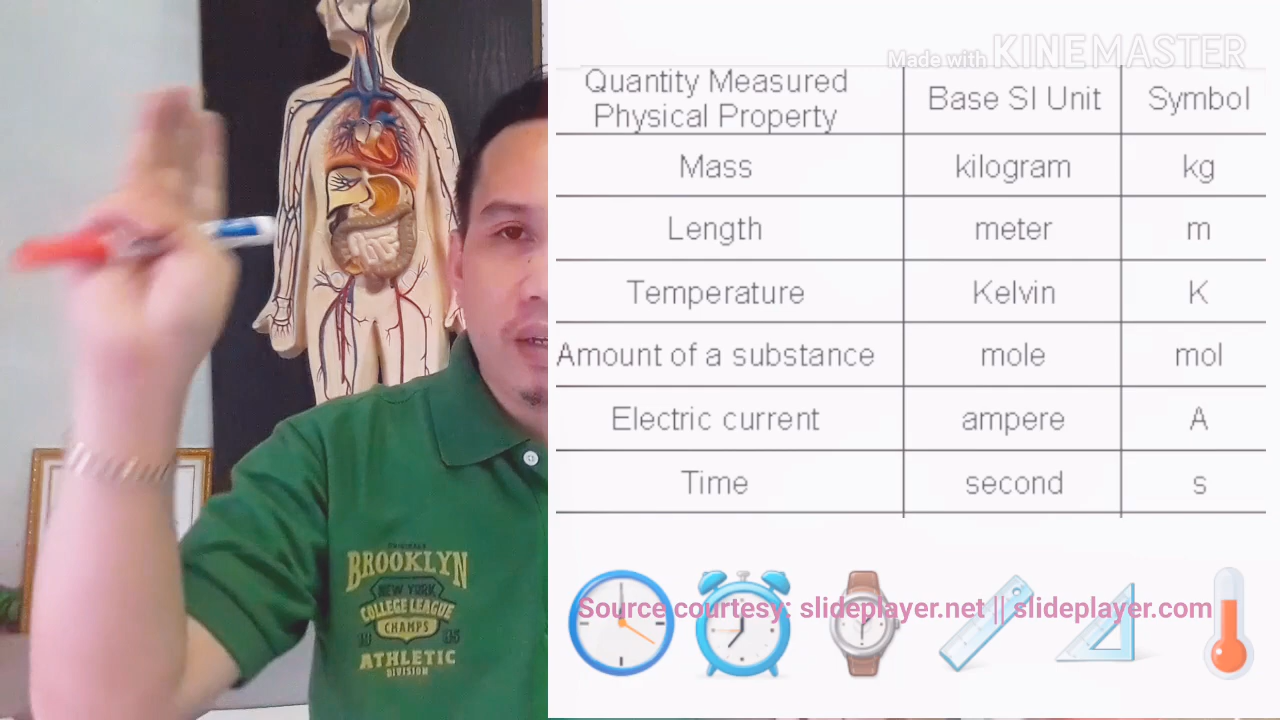 Made with KINEMASTER
Quantity Measured Physical Property Base SI Unit Symbol
Mass kilogram kg
Length meter m
Temperature Kelvin K
Amount of a substance mole mol
Electric current ampere A
Time second s
Source courtesy: slideplayer.net || slideplayer.com
BROOKLYN
NEW YORK
COLLEGE LEAGUE
CHAMPS
ATHLETIC
DIVISION